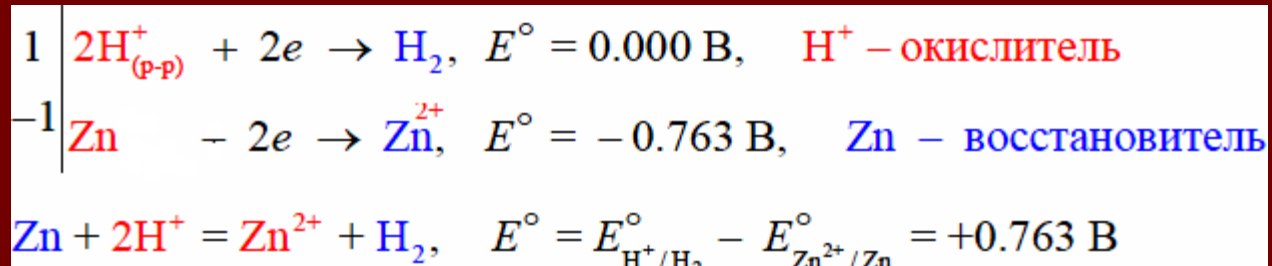 1 2H⁺(р-р) + 2e → H₂, E° = 0.000 В, H⁺ – окислитель
–1 Zn – 2e → Zn²⁺, E° = – 0.763 В, Zn – восстановитель
Zn + 2H⁺ = Zn²⁺ + H₂, E° = E°H⁺/H₂ – E°Zn²⁺/Zn = +0.763 В